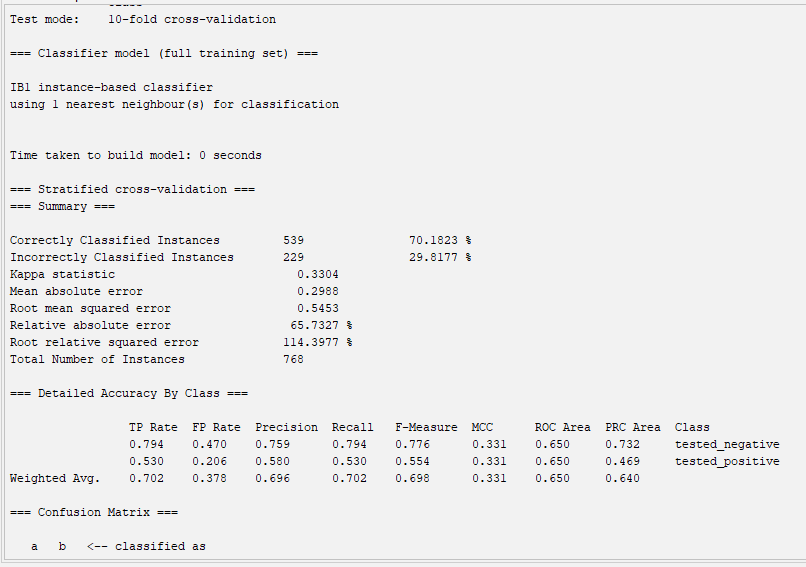 Test mode:    10-fold cross-validation
=== Classifier model (full training set) ===
IB1 instance-based classifier
using 1 nearest neighbour(s) for classification
Time taken to build model: 0 seconds
=== Stratified cross-validation ===
=== Summary ===
Correctly Classified Instances         539               70.1823 %
Incorrectly Classified Instances       229               29.8177 %
Kappa statistic                          0.3304
Mean absolute error                      0.2988
Root mean squared error                  0.5453
Relative absolute error                 65.7327 %
Root relative squared error            114.3977 %
Total Number of Instances              768
=== Detailed Accuracy By Class ===
                 TP Rate  FP Rate  Precision  Recall   F-Measure  MCC      ROC Area  PRC Area  Class
                 0.794    0.470    0.759      0.794    0.776      0.331    0.650     0.732     tested_negative
                 0.530    0.206    0.580      0.530    0.554      0.331    0.650     0.469     tested_positive
Weighted Avg.    0.702    0.378    0.696      0.702    0.698      0.331    0.650     0.640
=== Confusion Matrix ===
   a   b   <-- classified as